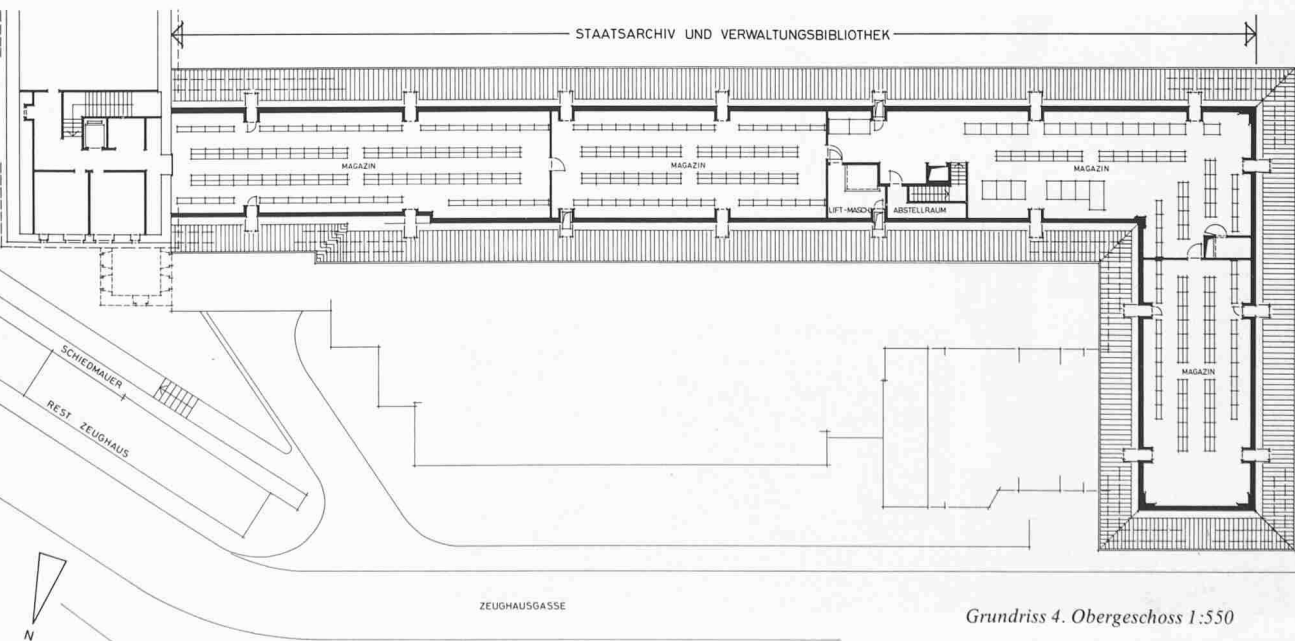 STAATSARCHIV UND VERWALTUNGSBIBLIOTHEK
MAGAZIN
MAGAZIN
MAGAZIN
LIFT-MASCH.
ABSTELLRAUM
MAGAZIN
SCHIEDMAUER
REST ZEUGHAUS
ZEUGHAUSGASSE
N
Grundriss 4. Obergeschoss 1:550